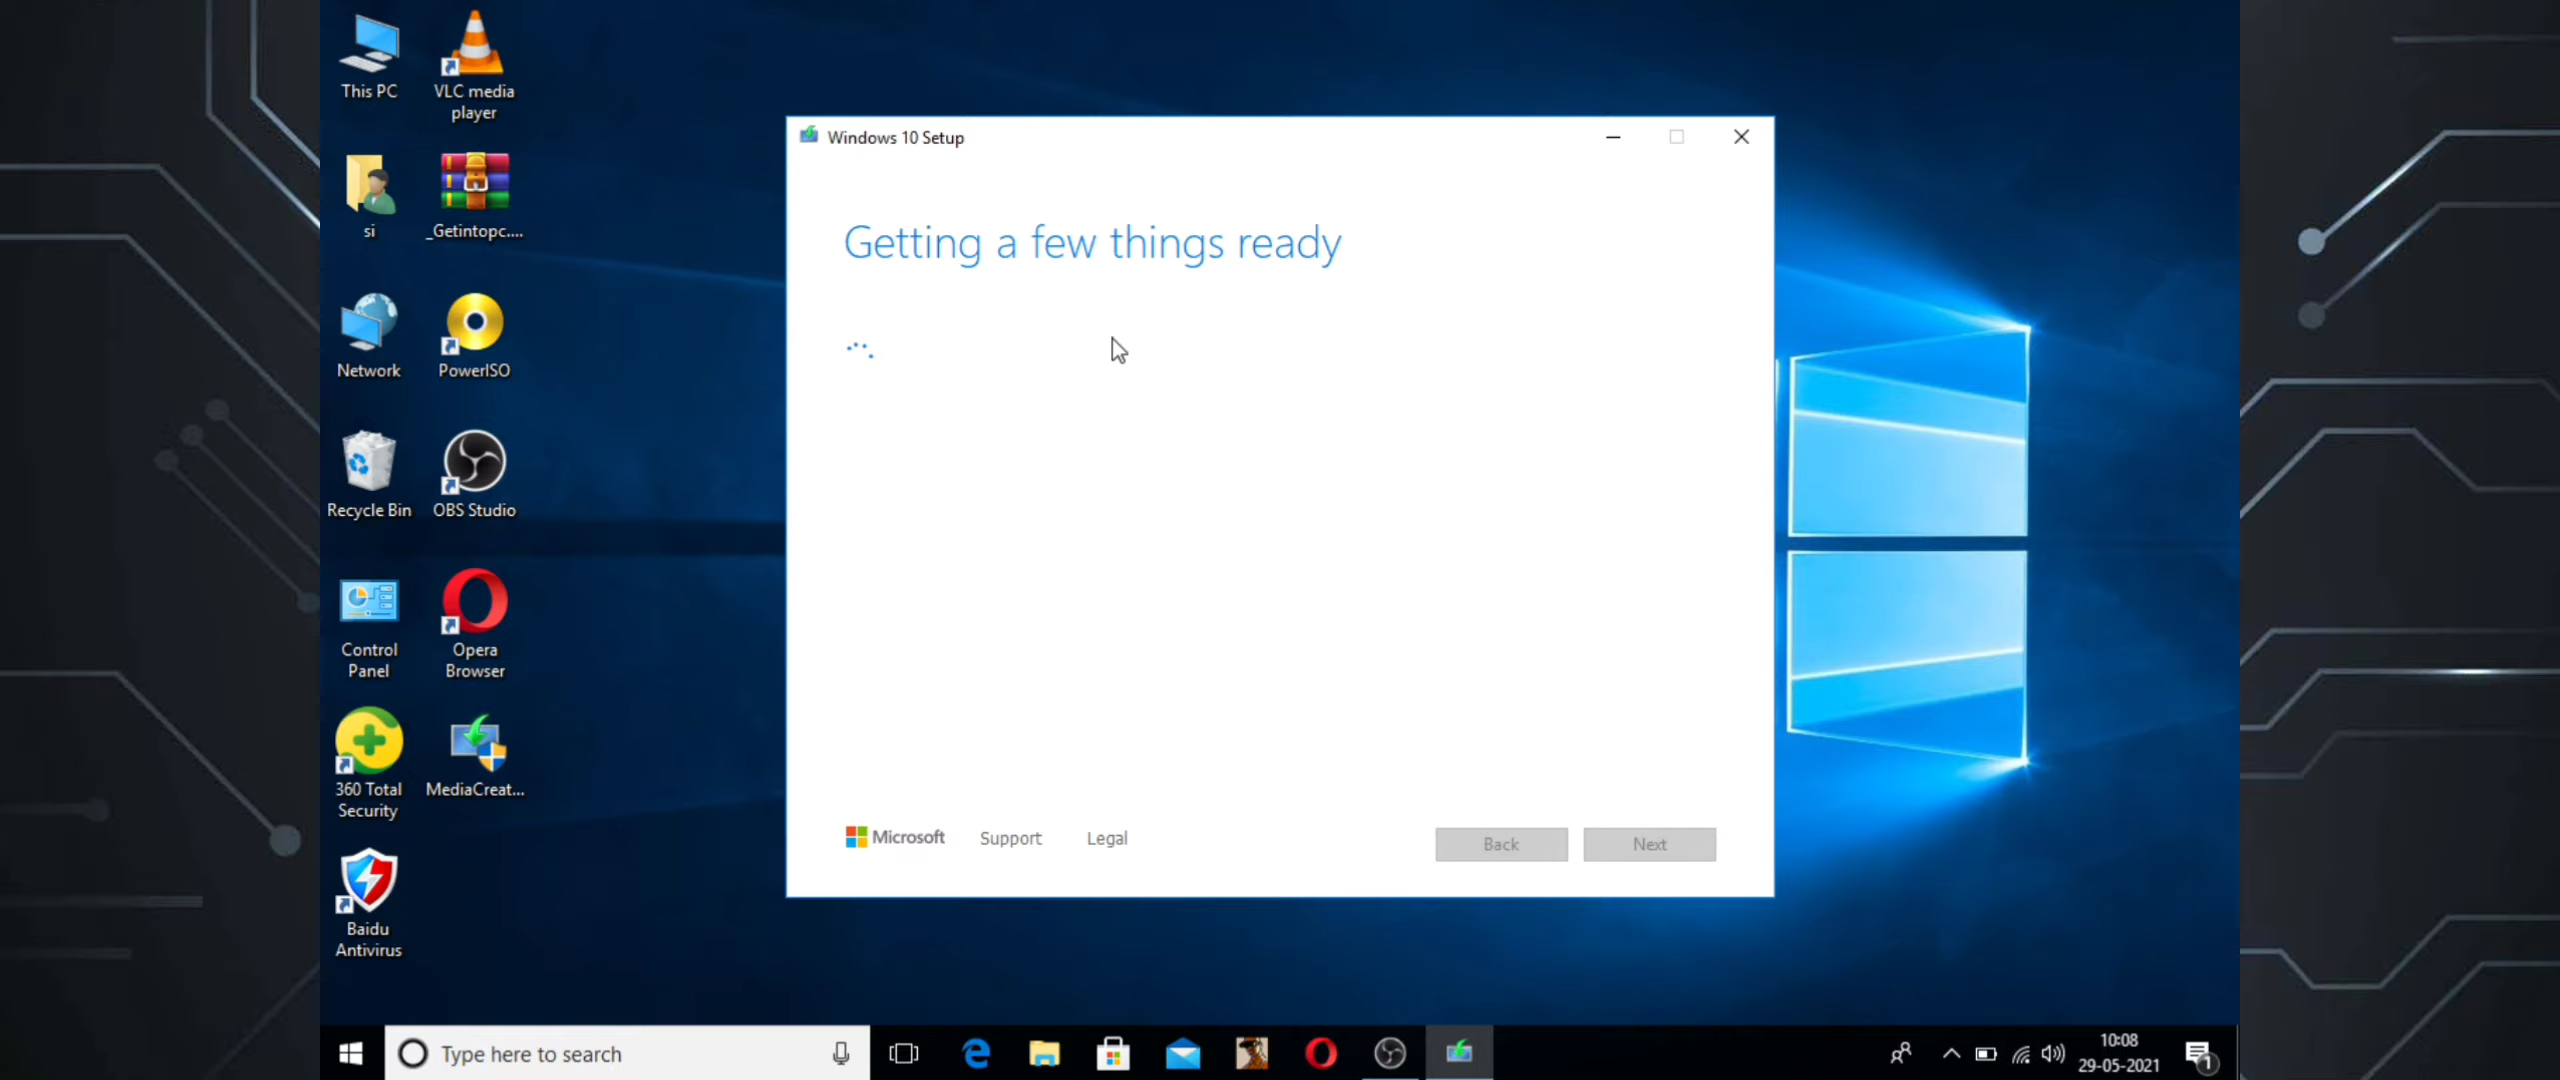 This PC
VLC media
player
si
_Getintopc....
Network
PowerISO
Recycle Bin
OBS Studio
Control
Panel
Opera
Browser
360 Total
Security
MediaCreat...
Baidu
Antivirus
Windows 10 Setup
Getting a few things ready
Microsoft
Support
Legal
Back
Next
Type here to search
10:08
29-05-2021
1